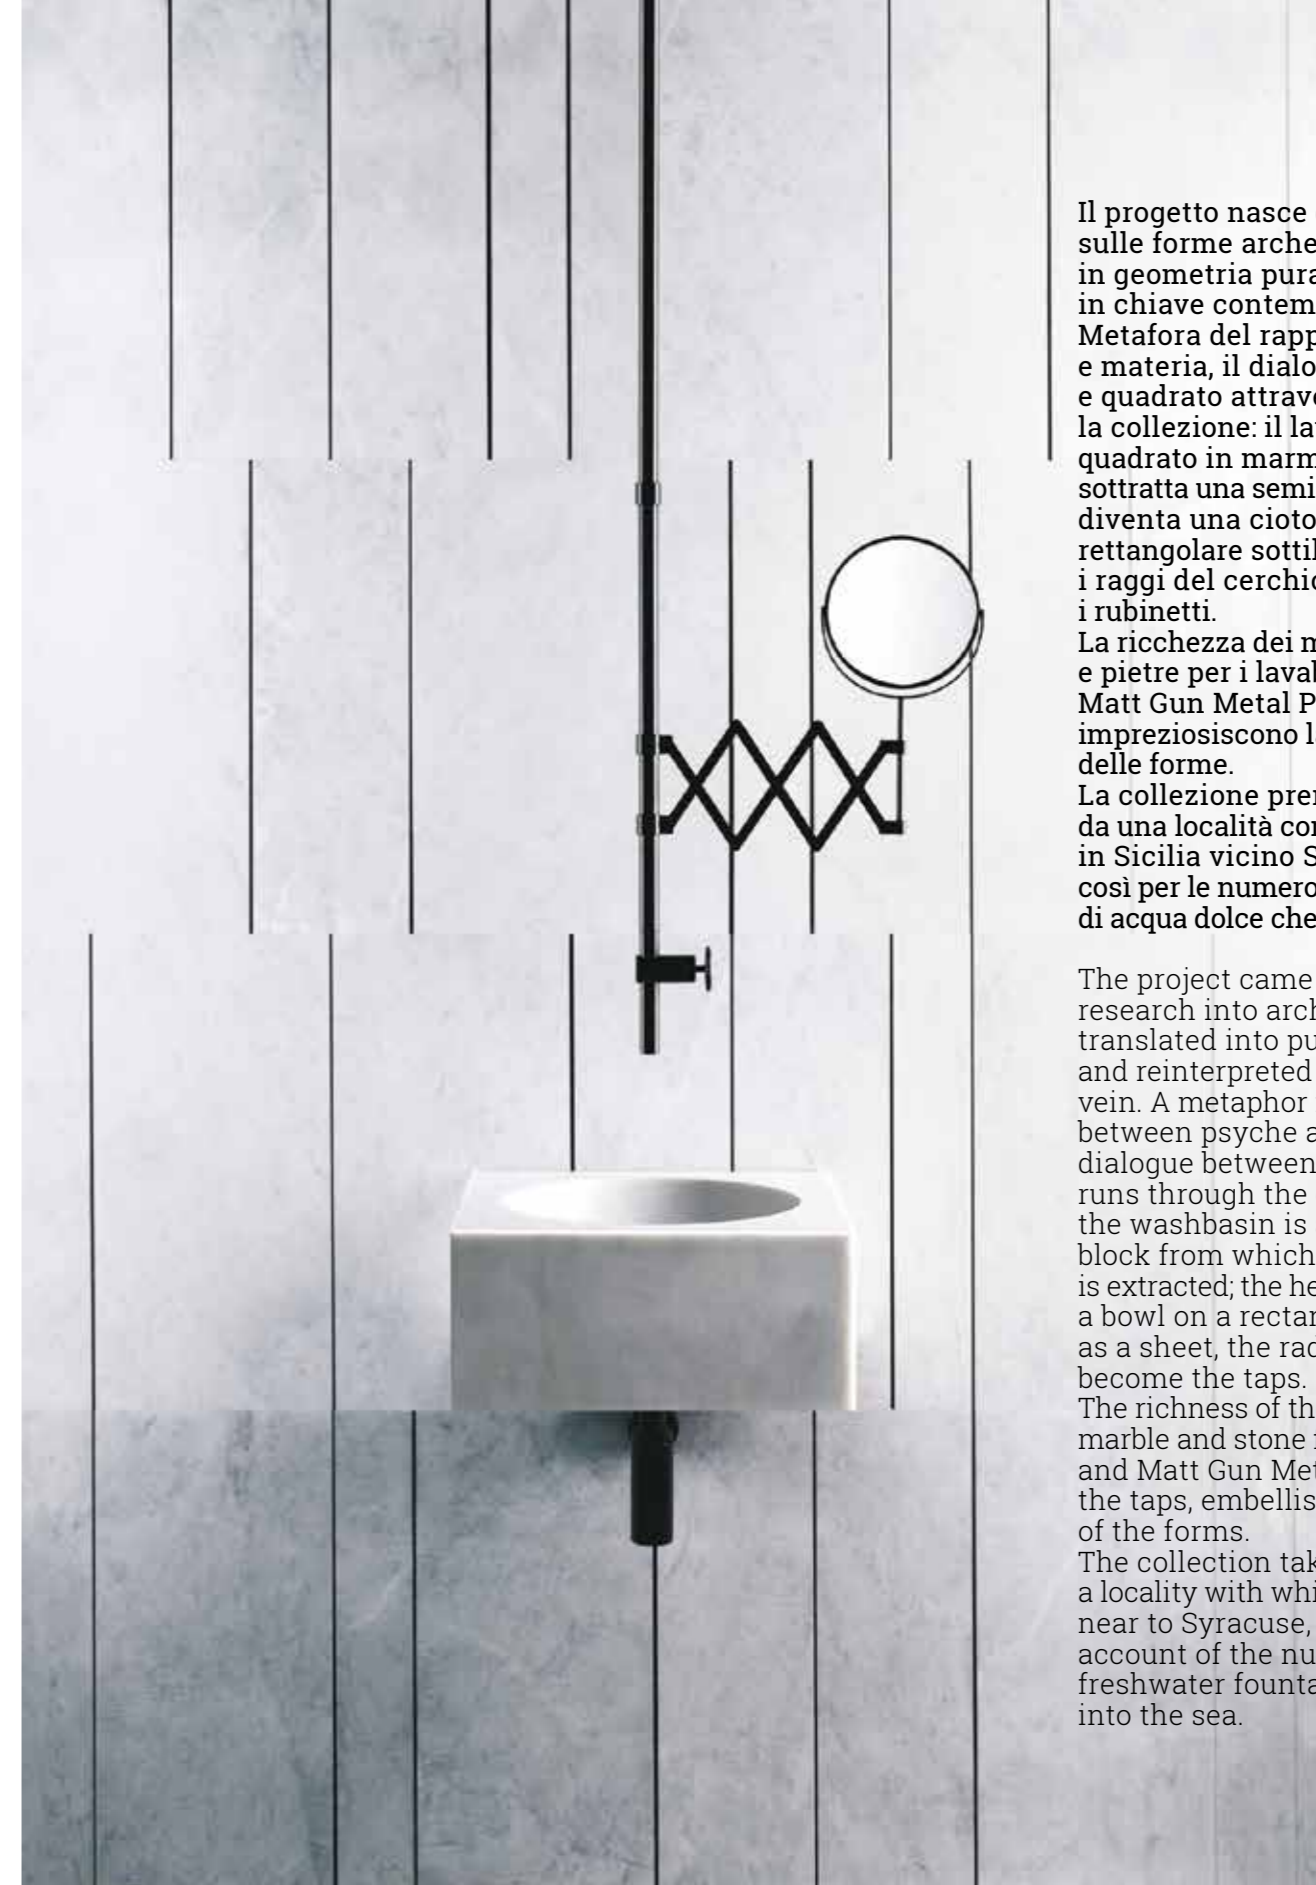 Il progetto nasce
sulle forme arche
in geometria pura
in chiave contem
Metafora del rapp
e materia, il dialo
e quadrato attrave
la collezione: il la
quadrato in marm
sottratta una semi
diventa una cioto
rettangolare sottil
i raggi del cerchio
i rubinetti.
La ricchezza dei m
e pietre per i lavab
Matt Gun Metal P
impreziosiscono l
delle forme.
La collezione pren
da una località con
in Sicilia vicino S
così per le numero
di acqua dolce che
The project came
research into arch
translated into pu
and reinterpreted
vein. A metaphor
between psyche a
dialogue between
runs through the
the washbasin is
block from which
is extracted; the he
a bowl on a rectan
as a sheet, the rad
become the taps.
The richness of th
marble and stone
and Matt Gun Met
the taps, embellis
of the forms.
The collection tak
a locality with whi
near to Syracuse,
account of the nu
freshwater founta
into the sea.